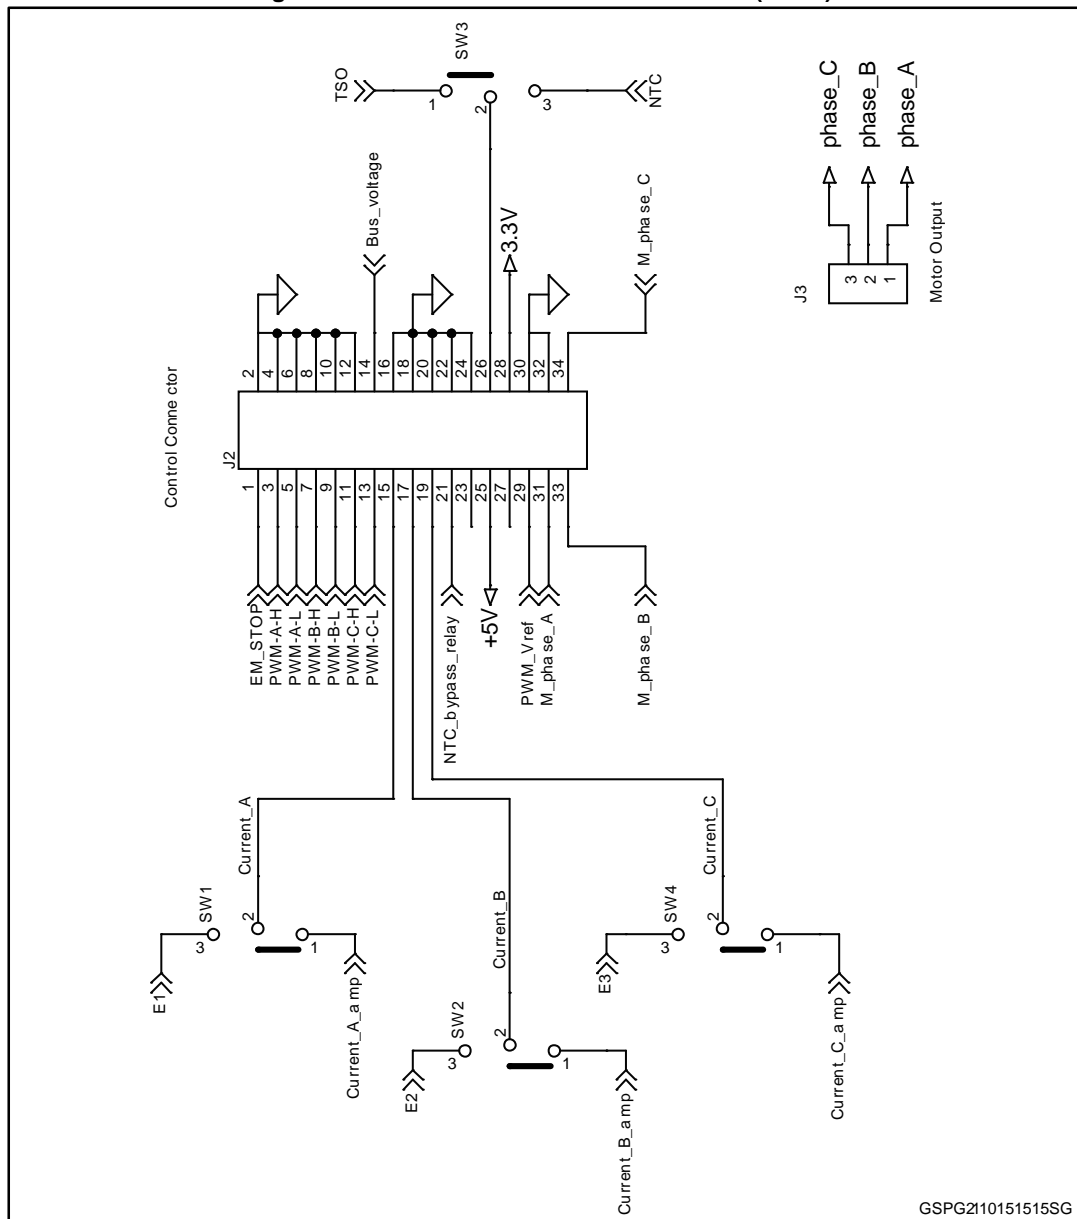 SW3
TSO
1
2
3
NTC
phase_C
phase_B
phase_A
J3
3
2
1
Motor Output
Bus_voltage
3.3V
M_phase_C
Control Connector
J2
2
4
6
8
10
12
14
16
18
20
22
24
26
28
30
32
34
1
3
5
7
9
11
13
15
17
19
21
23
25
27
29
31
33
EM_STOP
PWM-A-H
PWM-A-L
PWM-B-H
PWM-B-L
PWM-C-H
PWM-C-L
NTC_bypass_relay
+5V
PWM_Vref
M_phase_A
M_phase_B
Current_A
SW1
3
2
1
E1
Current_A_amp
Current_B
SW2
3
2
1
E2
Current_B_amp
Current_C
SW4
3
2
1
E3
Current_C_amp
GSPG2110151515SG